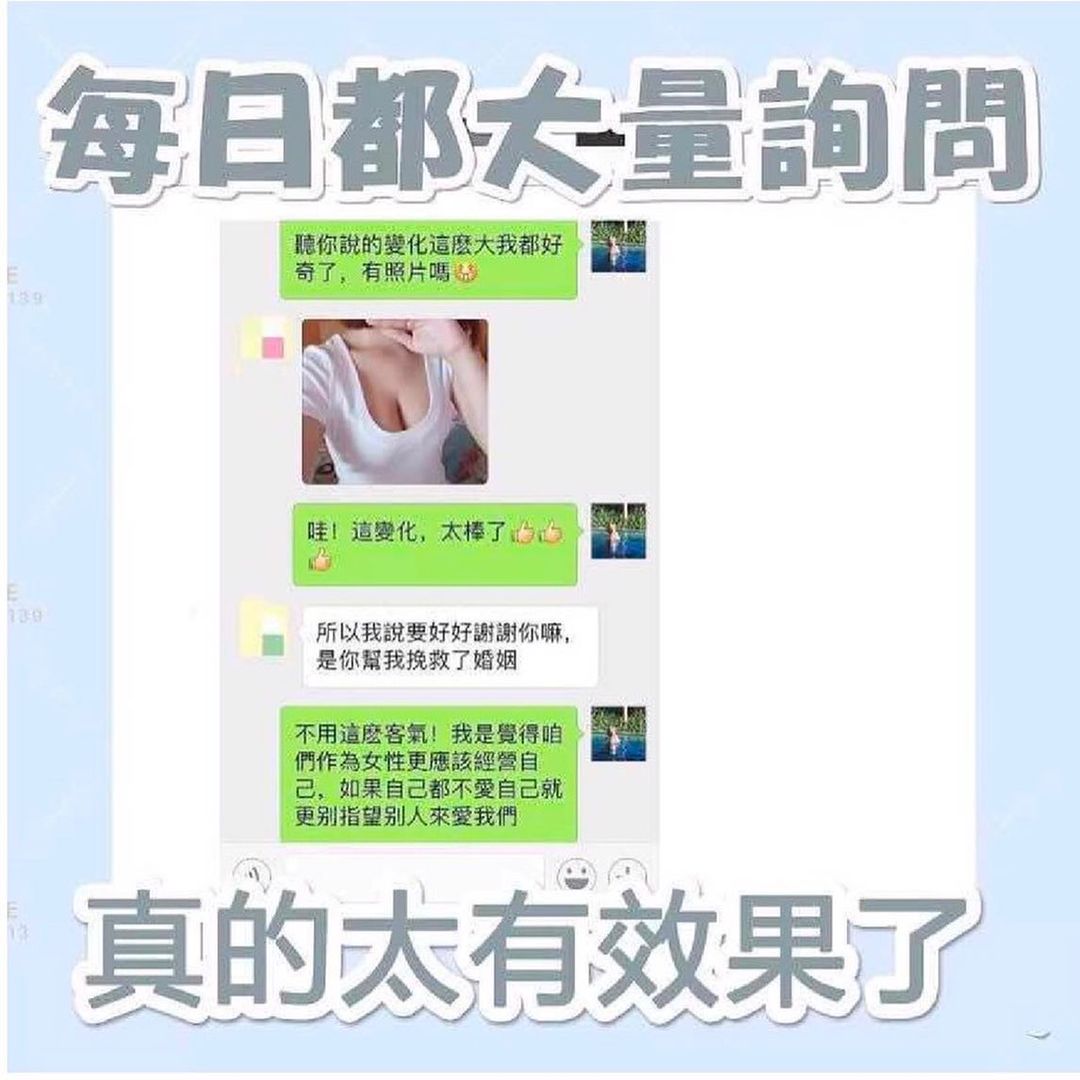 每日都大量詢問
聽你說的變化這麼大我都好
奇了，有照片嗎
哇！這變化，太棒了
所以我說要好好謝謝你嘛，
是你幫我挽救了婚姻
不用這麼客氣！我是覺得咱
們作為女性更應該經營自
己，如果自己都不愛自己就
更別指望別人來愛我們
真的太有效果了
E
139
E
139
E
13